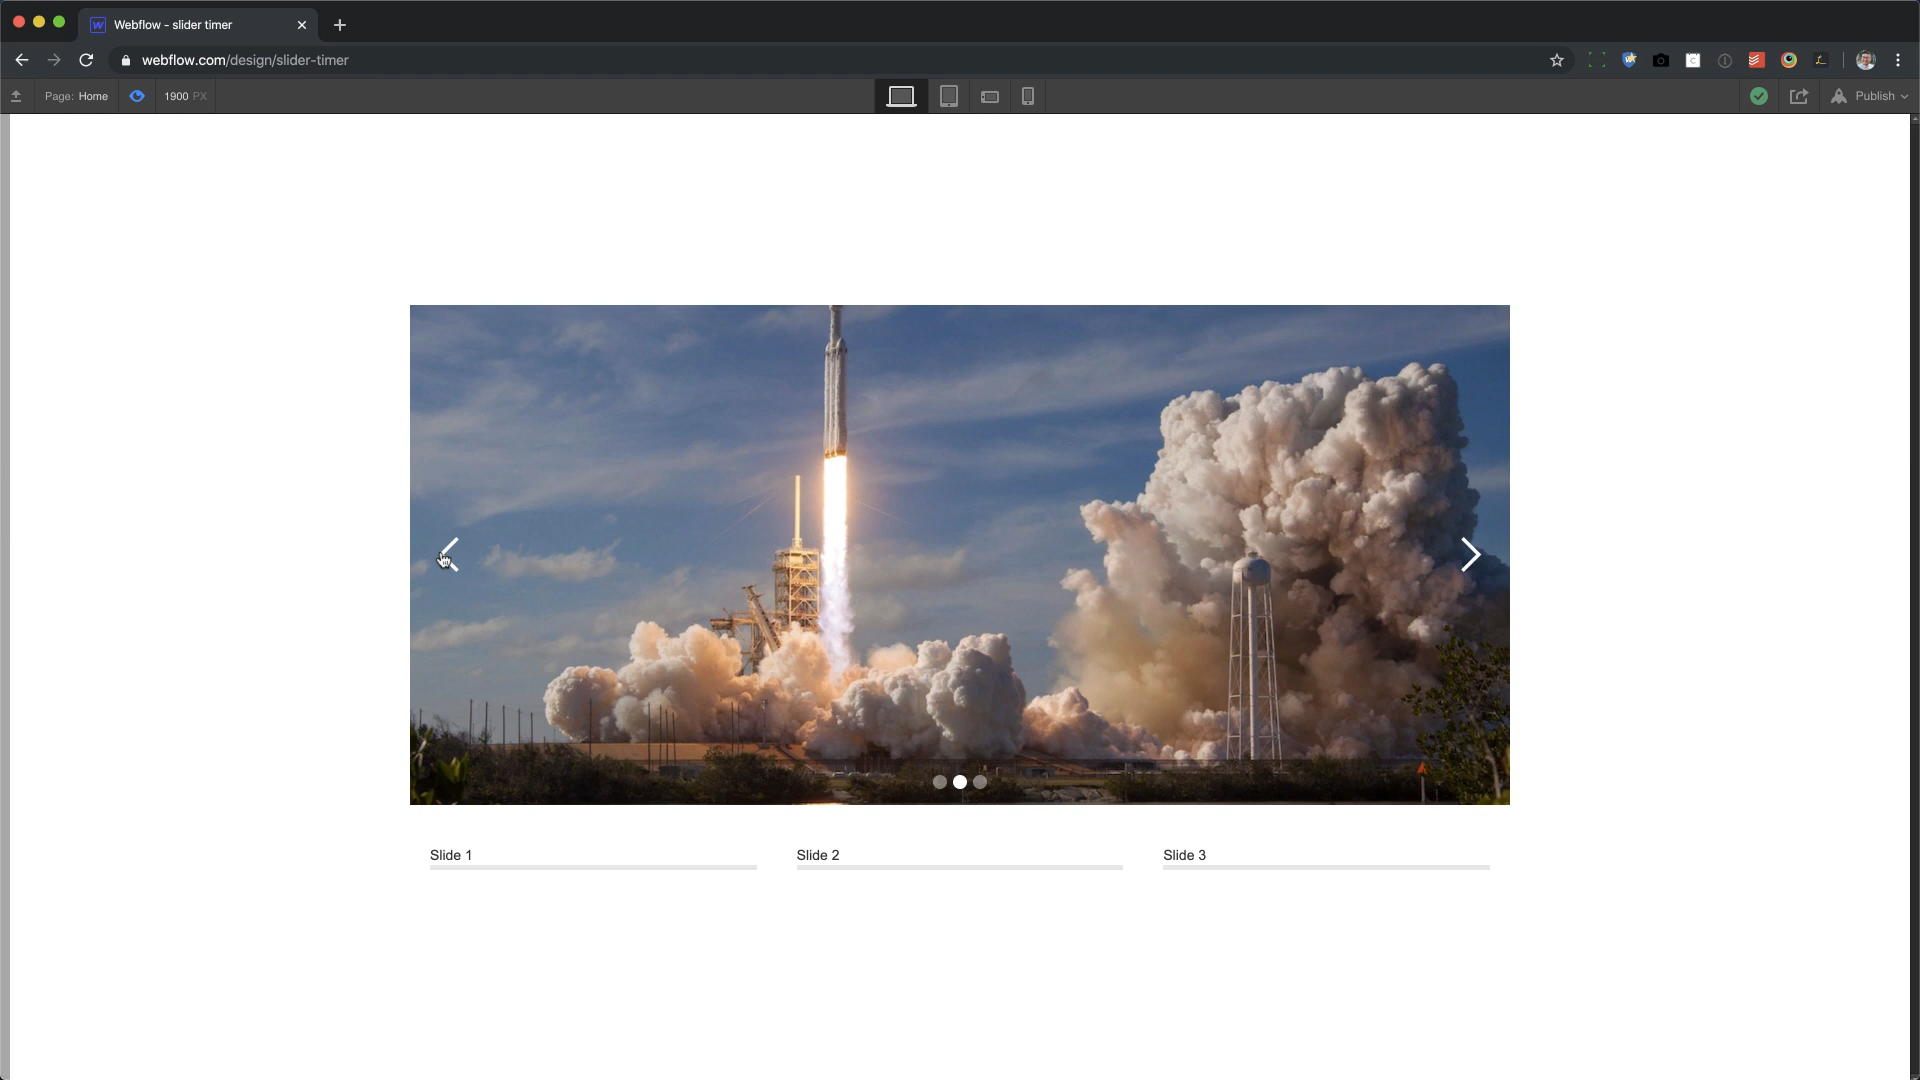 Webflow - slider timer
webflow.com/design/slider-timer
Page: Home 1900 PX Publish
Slide 1 Slide 2 Slide 3